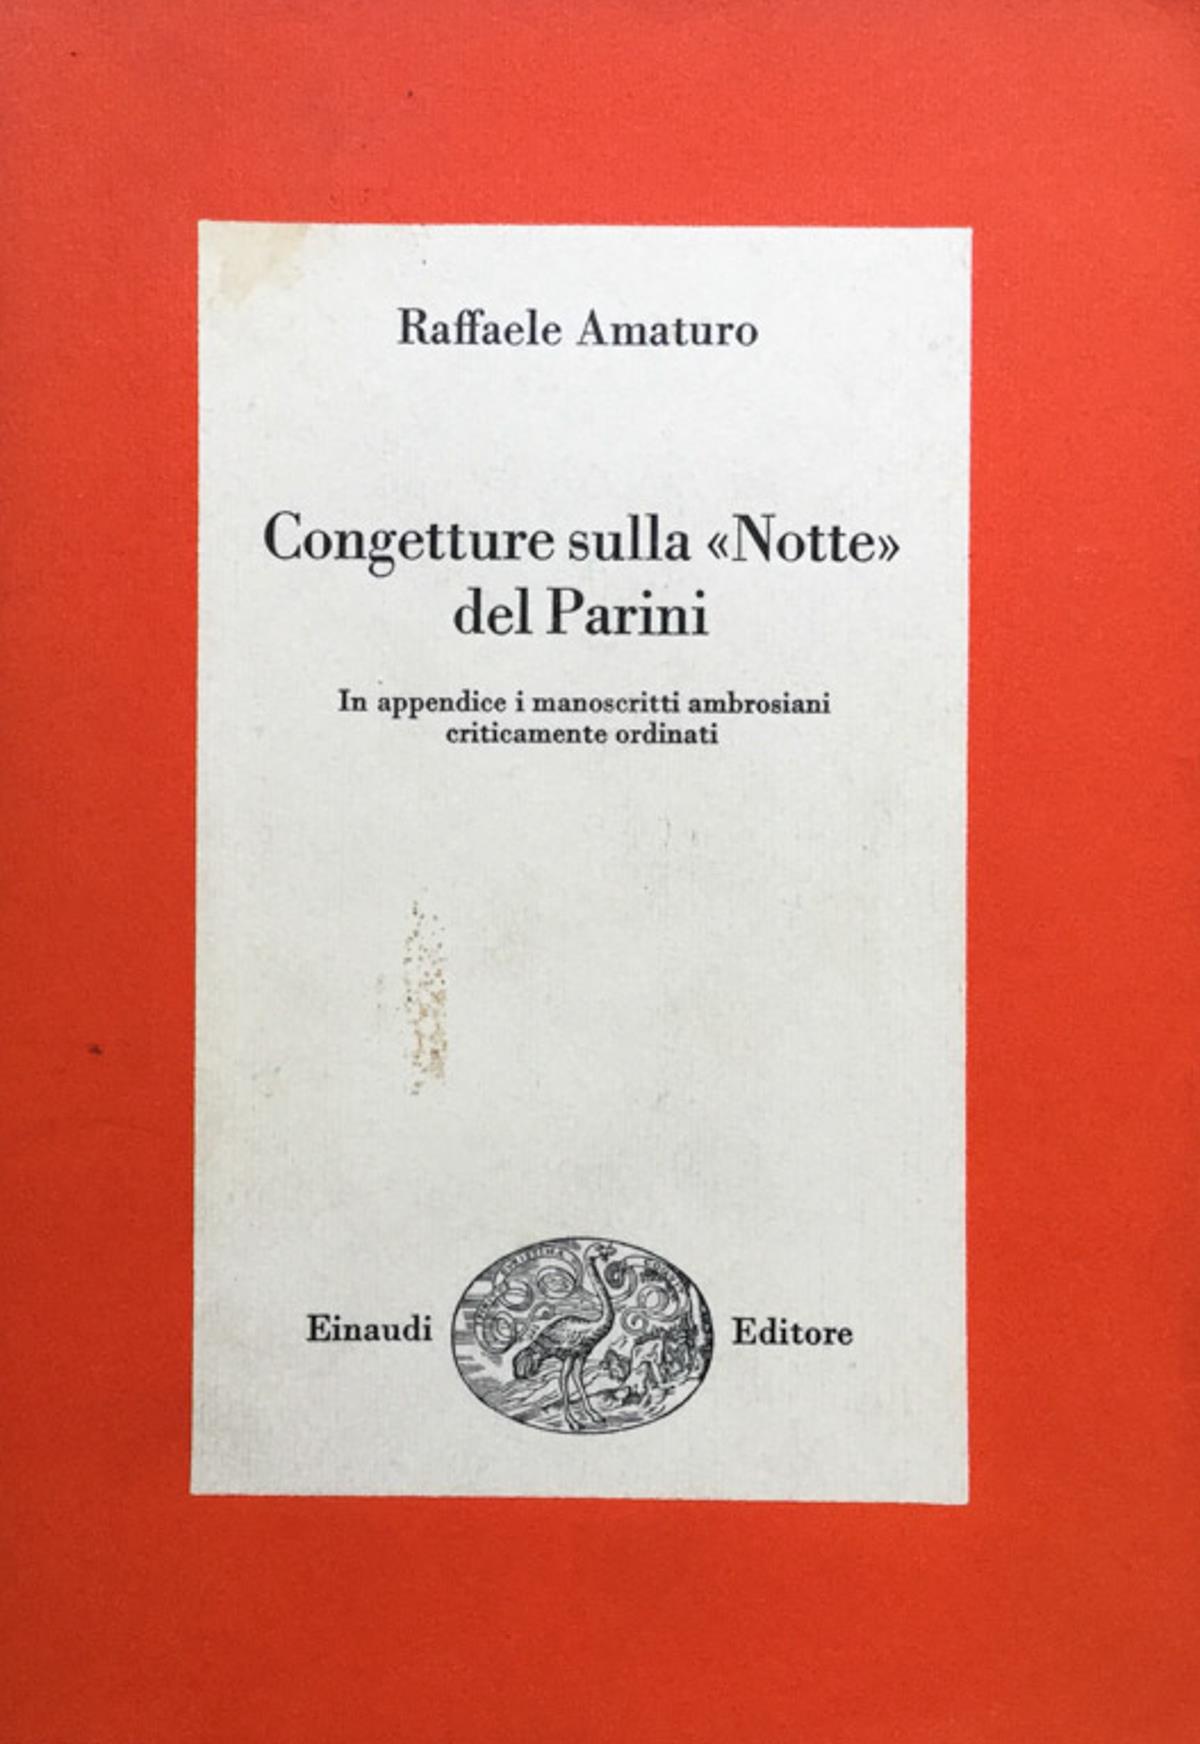 Raffaele Amaturo
Congetture sulla «Notte»
del Parini
In appendice i manoscritti ambrosiani
criticamente ordinati
Einaudi
Editore